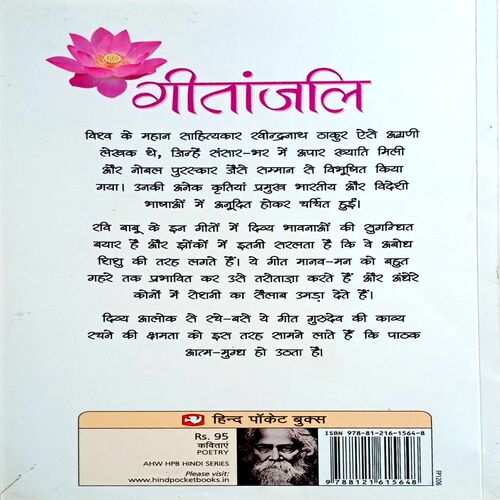 गीतांजलि
विश्व के महान साहित्यकार रवीन्द्रनाथ ठाकुर ऐसे अग्रणी
लेखक थे, जिन्हें संसार-भर में अपार ख्याति मिली
और नोबल पुरस्कार जैसे सम्मान से विभूषित किया
गया। उनकी अनेक कृतियां प्रमुख भारतीय और विदेशी
भाषाओं में अनूदित होकर चर्चित हुईं।
रवि बाबू के इन गीतों में दिव्य भावनाओं की सुगन्धित
बयार है और झोंकों में इतनी सरलता है कि वे अबोध
शिशु की तरह लगते हैं। ये गीत मानव-मन को बहुत
गहरे तक प्रभावित कर उसे तरोताज़ा करते हैं और अंधेरे
कोनों में रोशनी का सैलाब उमड़ा देते हैं।
दिव्य आलोक से रचे-बसे ये गीत गुरुदेव की काव्य
रचने की क्षमता को इस तरह सामने लाते हैं कि पाठक
आत्म-मुग्ध हो उठता है।
हिन्द पॉकेट बुक्स
Rs. 95
कविताएं
POETRY
AHW HPB HINDI SERIES
Please visit:
www.hindpocketbooks.in
ISBN 978-81-216-1564-8
9 788121 615648
FP1206